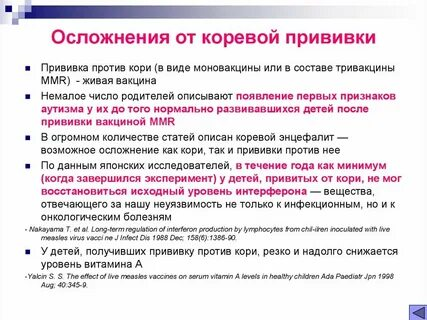 Осложнения от коревой прививки
Прививка против кори (в виде моновакцины или в составе тривакцины
MMR) - живая вакцина
Немалое число родителей описывают появление первых признаков
аутизма у их до того нормально развивавшихся детей после
прививки вакциной MMR
В огромном количестве статей описан коревой энцефалит —
возможное осложнение как кори, так и прививки против нее
По данным японских исследователей, в течение года как минимум
(когда завершился эксперимент) у детей, привитых от кори, не мог
восстановиться исходный уровень интерферона — вещества,
отвечающего за нашу неуязвимость не только к инфекционным, но и к
онкологическим болезням
- Nakayama T. et al. Long-term regulation of interferon production by lymphocytes from chil-ilren inoculated with live
measles virus vacci ne J Infect Dis 1988 Dec; 158(6):1386-90.
У детей, получивших прививку против кори, резко и надолго снижается
уровень витамина А
-Yalcin S. S. The effect of live measles vaccines on serum vitamin A levels in healthy children Ada Paediatr Jpn 1998
Aug; 40:345-9.